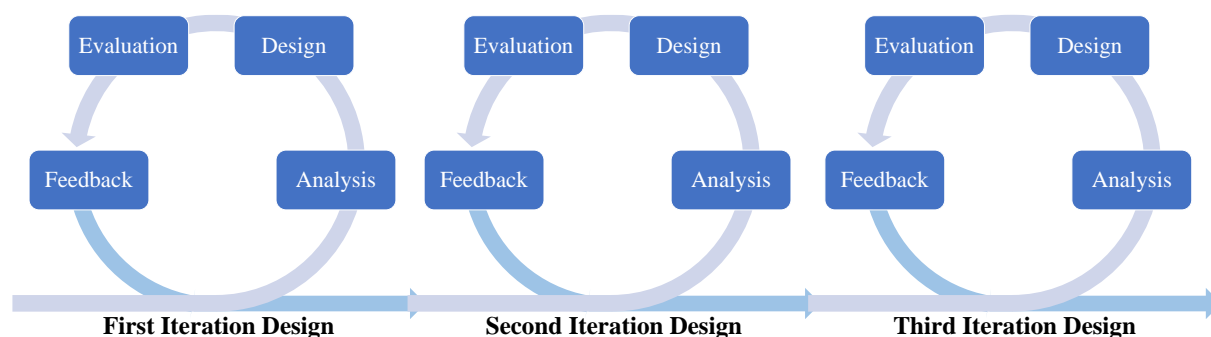 Evaluation Design
Feedback Analysis
First Iteration Design
Evaluation Design
Feedback Analysis
Second Iteration Design
Evaluation Design
Feedback Analysis
Third Iteration Design